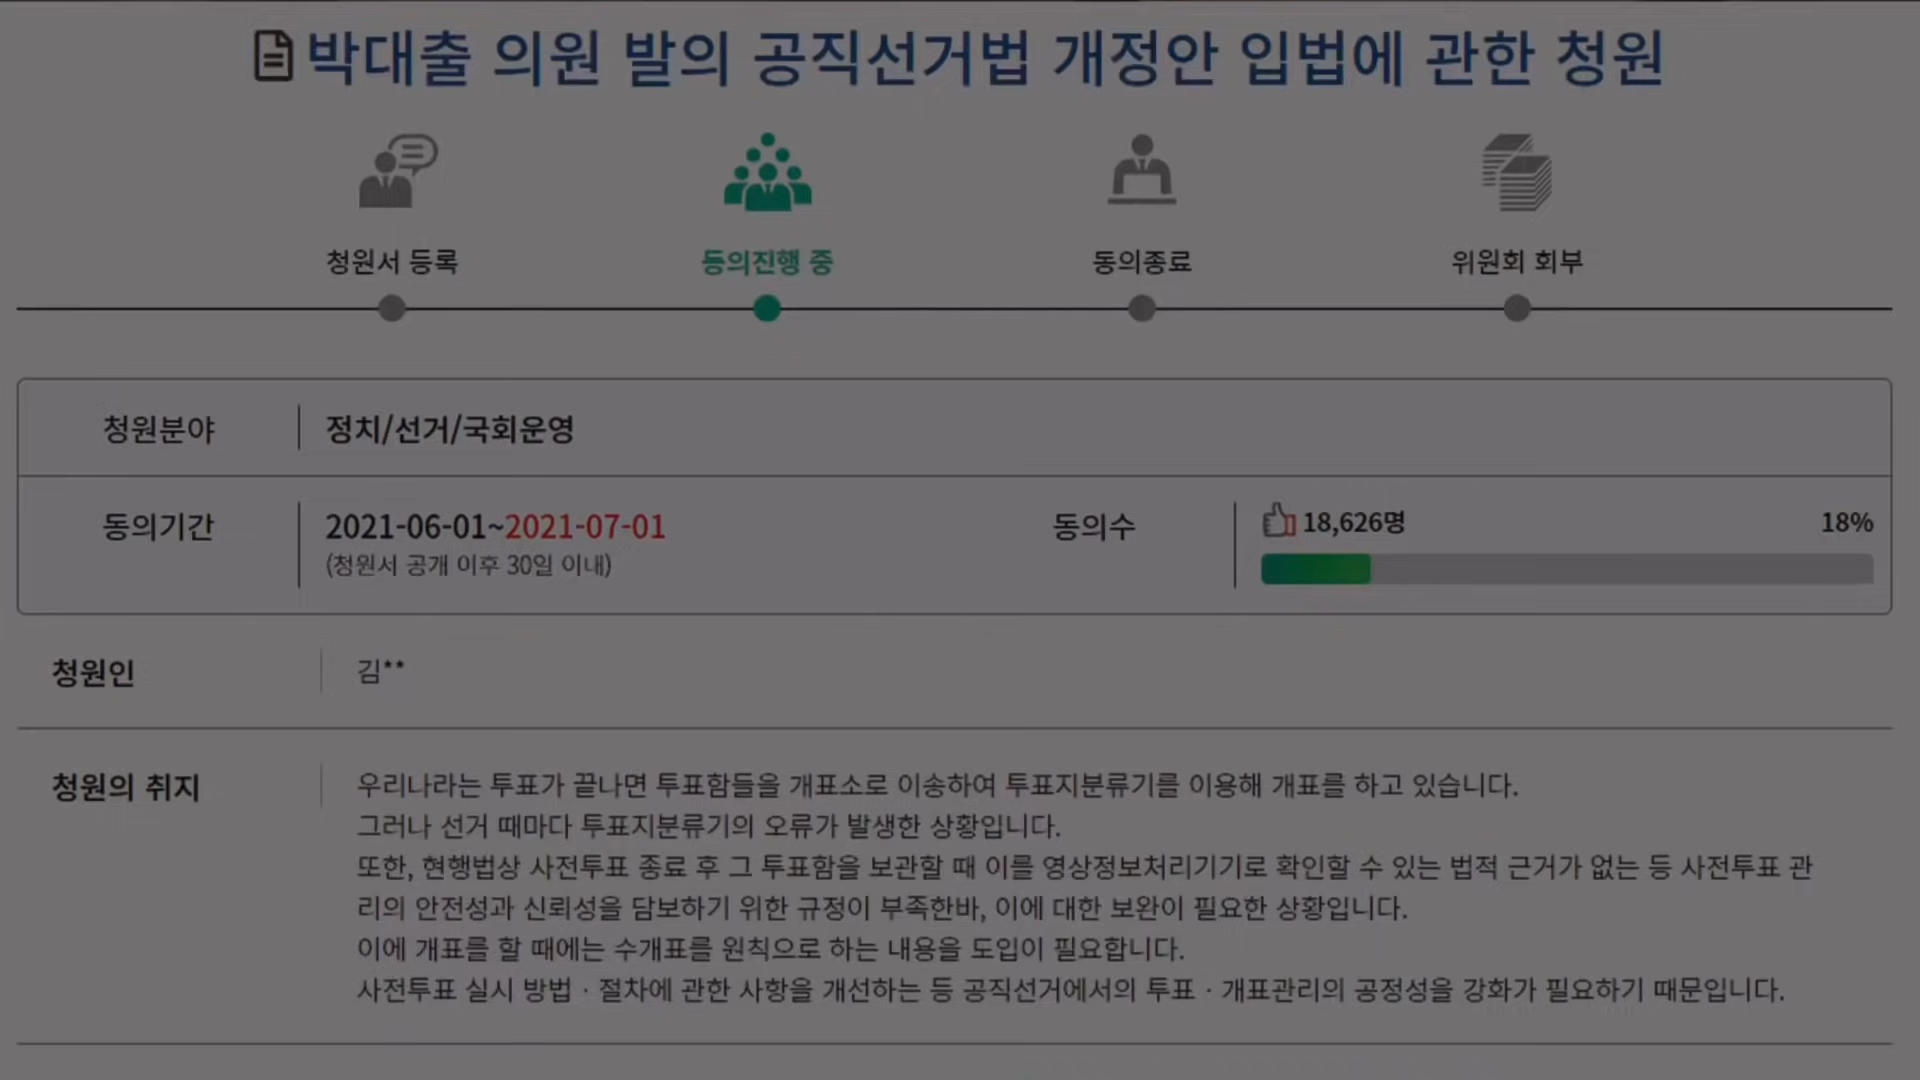 박대출 의원 발의 공직선거법 개정안 입법에 관한 청원
청원서 등록
동의진행 중
동의종료
위원회 회부
청원분야
정치/선거/국회운영
동의기간
2021-06-01~2021-07-01
(청원서 공개 이후 30일 이내)
동의수
18,626명
18%
청원인
김**
청원의 취지
우리나라는 투표가 끝나면 투표함들을 개표소로 이송하여 투표지분류기를 이용해 개표를 하고 있습니다.
그러나 선거 때마다 투표지분류기의 오류가 발생한 상황입니다.
또한, 현행법상 사전투표 종료 후 그 투표함을 보관할 때 이를 영상정보처리기기로 확인할 수 있는 법적 근거가 없는 등 사전투표 관
리의 안전성과 신뢰성을 담보하기 위한 규정이 부족한바, 이에 대한 보완이 필요한 상황입니다.
이에 개표를 할 때에는 수개표를 원칙으로 하는 내용을 도입이 필요합니다.
사전투표 실시 방법 · 절차에 관한 사항을 개선하는 등 공직선거에서의 투표 · 개표관리의 공정성을 강화가 필요하기 때문입니다.